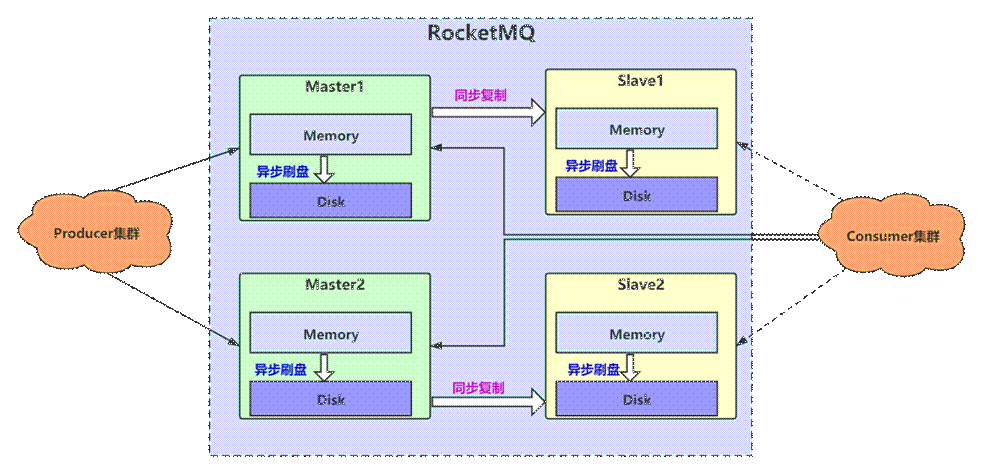 RocketMQ
Master1
Memory
异步刷盘
Disk
同步复制
Slave1
Memory
异步刷盘
Disk
Producer集群
Consumer集群
Master2
Memory
异步刷盘
Disk
同步复制
Slave2
Memory
异步刷盘
Disk